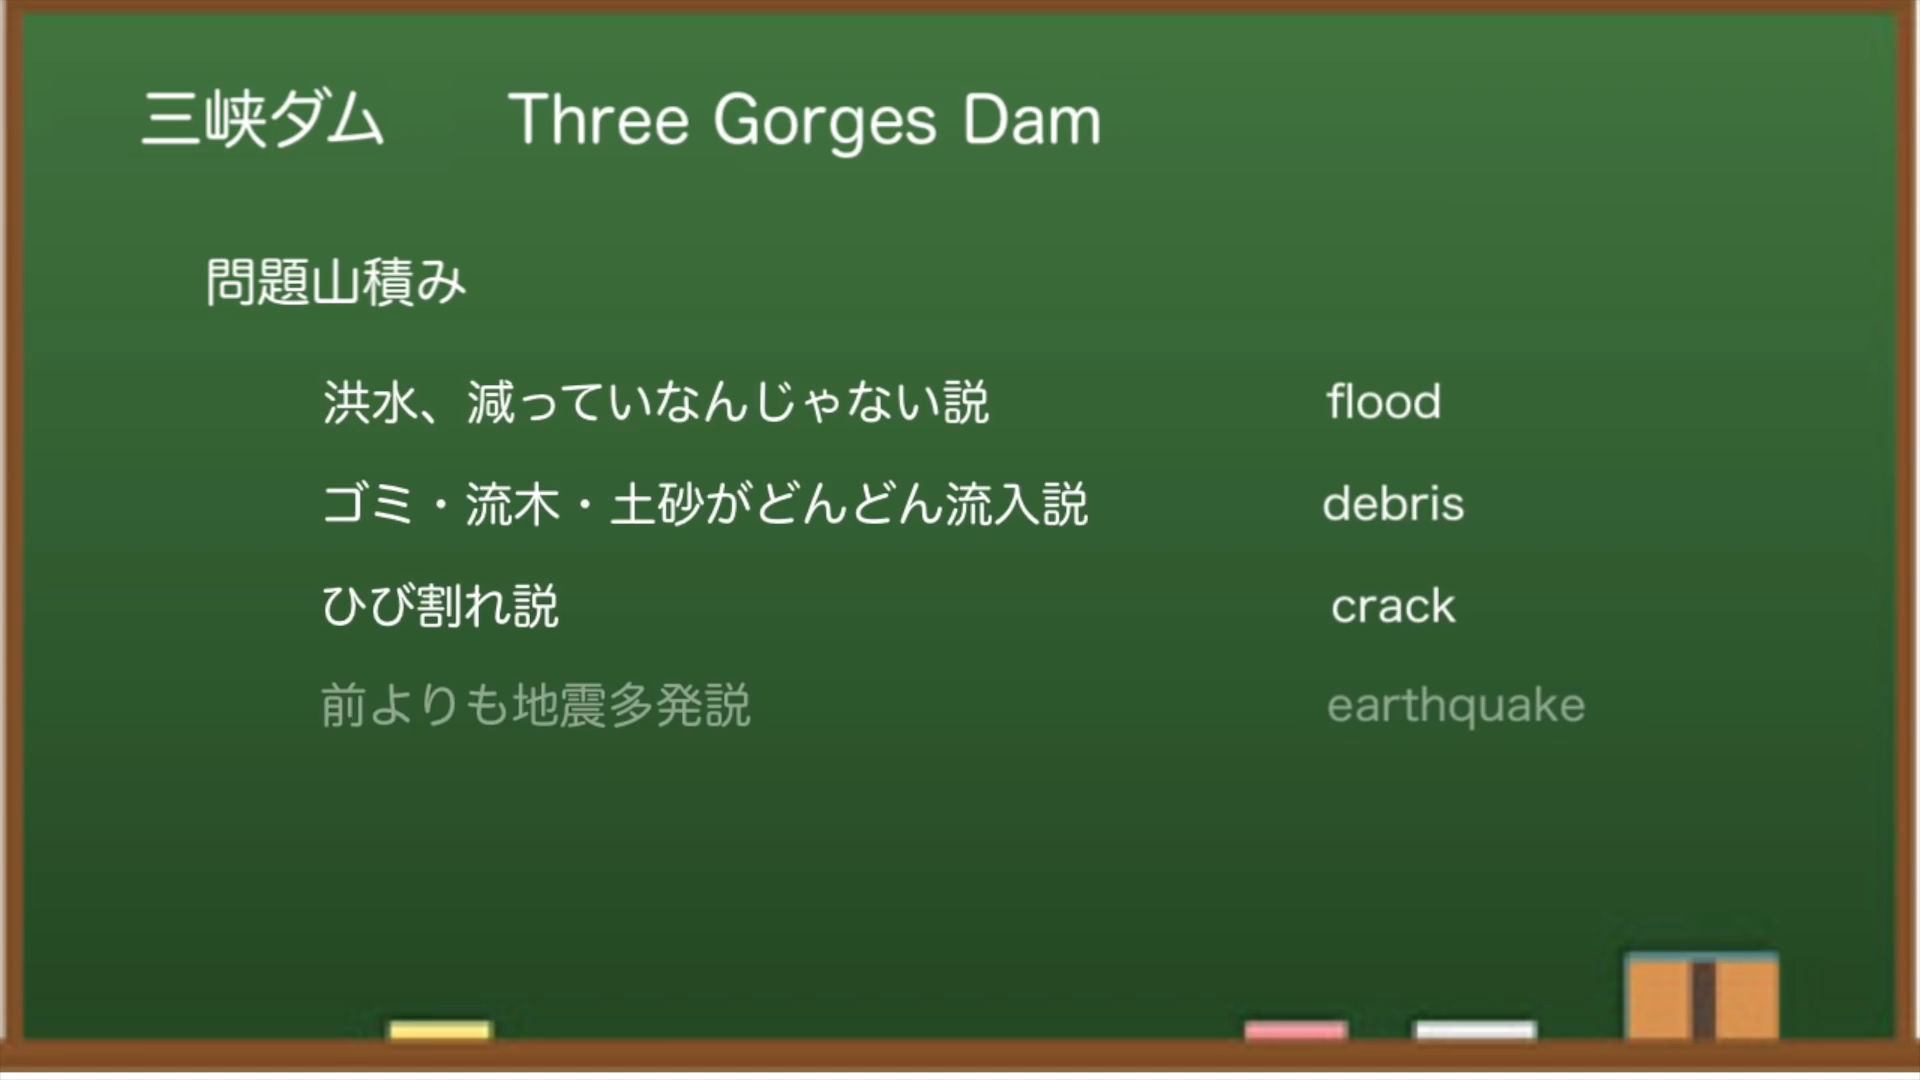 三峡ダム Three Gorges Dam
問題山積み
洪水、減っていなんじゃない説 flood
ゴミ・流木・土砂がどんどん流入説 debris
ひび割れ説 crack
前よりも地震多発説 earthquake